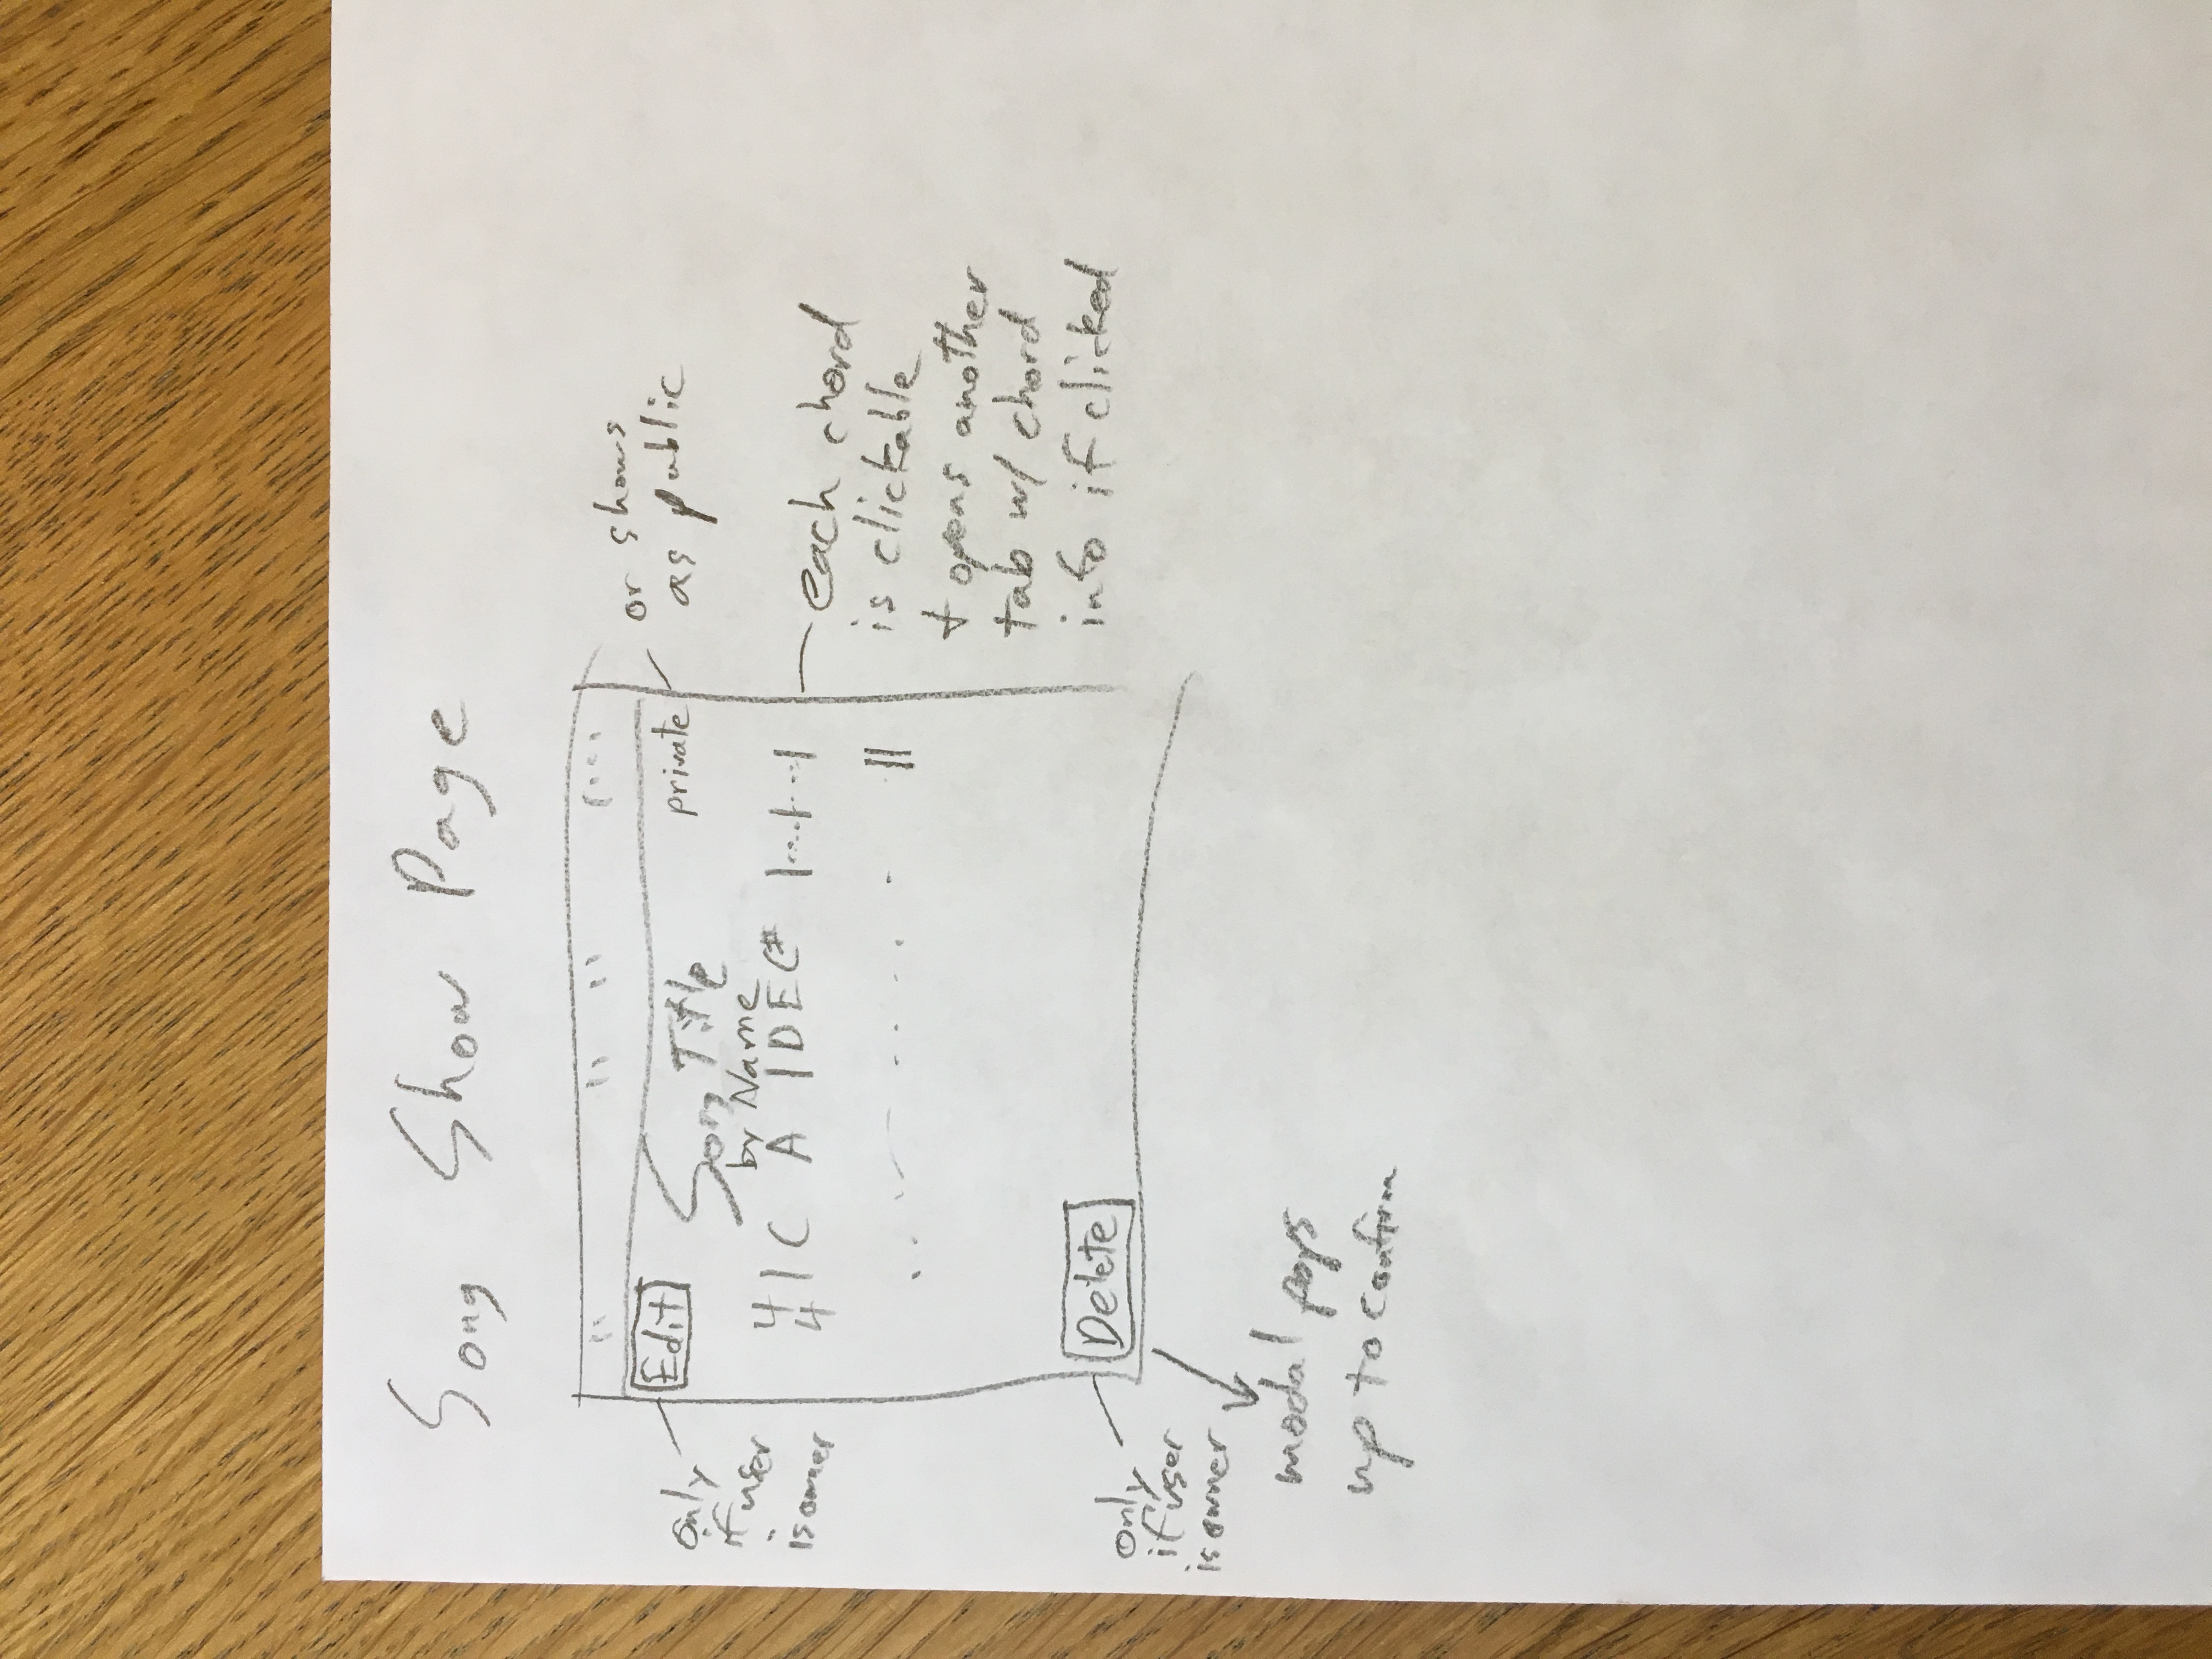 Song Show Page
or shows
as public
Edit
private
only
if user
is owner
Song Title
by Name
4
4 | C A | D E C# |....|...|
||
each chord
is clickable
+ opens another
tab w/ chord
info if clicked
Delete
only
if user
is owner
modal pops
up to confirm